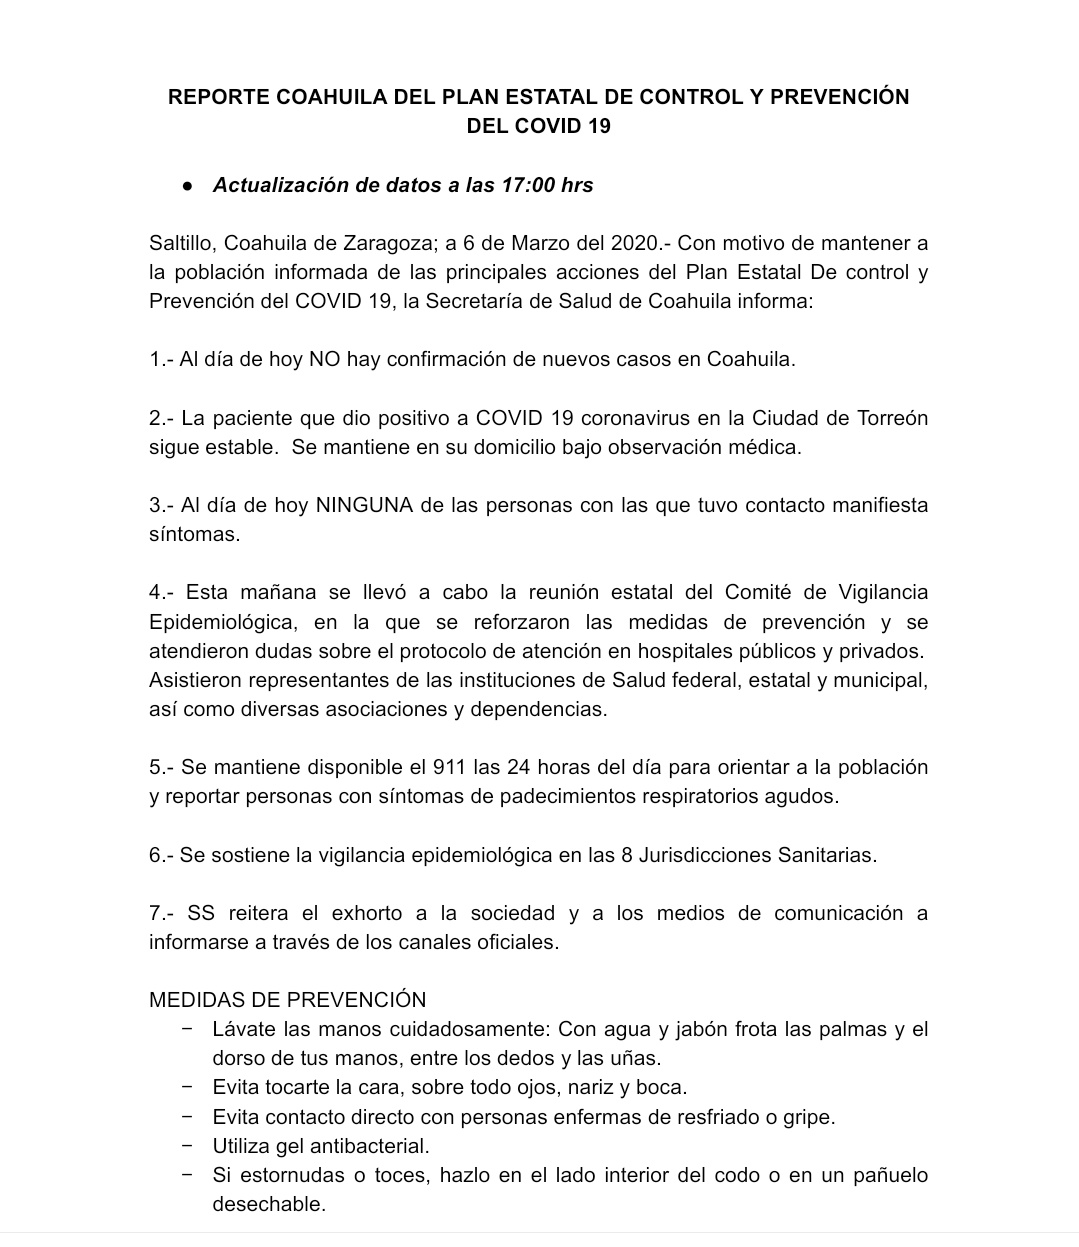 REPORTE COAHUILA DEL PLAN ESTATAL DE CONTROL Y PREVENCIÓN
DEL COVID 19
● Actualización de datos a las 17:00 hrs
Saltillo, Coahuila de Zaragoza; a 6 de Marzo del 2020.- Con motivo de mantener a
la población informada de las principales acciones del Plan Estatal De control y
Prevención del COVID 19, la Secretaría de Salud de Coahuila informa:
1.- Al día de hoy NO hay confirmación de nuevos casos en Coahuila.
2.- La paciente que dio positivo a COVID 19 coronavirus en la Ciudad de Torreón
sigue estable.  Se mantiene en su domicilio bajo observación médica.
3.- Al día de hoy NINGUNA de las personas con las que tuvo contacto manifiesta
síntomas.
4.- Esta mañana se llevó a cabo la reunión estatal del Comité de Vigilancia
Epidemiológica, en la que se reforzaron las medidas de prevención y se
atendieron dudas sobre el protocolo de atención en hospitales públicos y privados.
Asistieron representantes de las instituciones de Salud federal, estatal y municipal,
así como diversas asociaciones y dependencias.
5.- Se mantiene disponible el 911 las 24 horas del día para orientar a la población
y reportar personas con síntomas de padecimientos respiratorios agudos.
6.- Se sostiene la vigilancia epidemiológica en las 8 Jurisdicciones Sanitarias.
7.- SS reitera el exhorto a la sociedad y a los medios de comunicación a
informarse a través de los canales oficiales.
MEDIDAS DE PREVENCIÓN
− Lávate las manos cuidadosamente: Con agua y jabón frota las palmas y el
dorso de tus manos, entre los dedos y las uñas.
− Evita tocarte la cara, sobre todo ojos, nariz y boca.
− Evita contacto directo con personas enfermas de resfriado o gripe.
− Utiliza gel antibacterial.
− Si estornudas o toces, hazlo en el lado interior del codo o en un pañuelo
desechable.